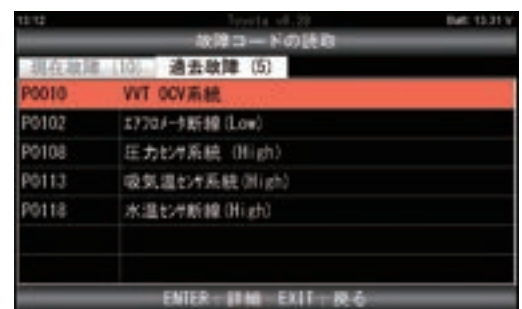 13:12 Toyota v8.20 Batt: 13.21 V
故障コードの読取
現在故障 (10) 過去故障 (5)
P0010 VVT OCV系統
P0102 エアフロメータ断線(Low)
P0108 圧力センサ系統 (High)
P0113 吸気温センサ系統(High)
P0118 水温センサ断線(High)
ENTER: 詳細 EXIT: 戻る